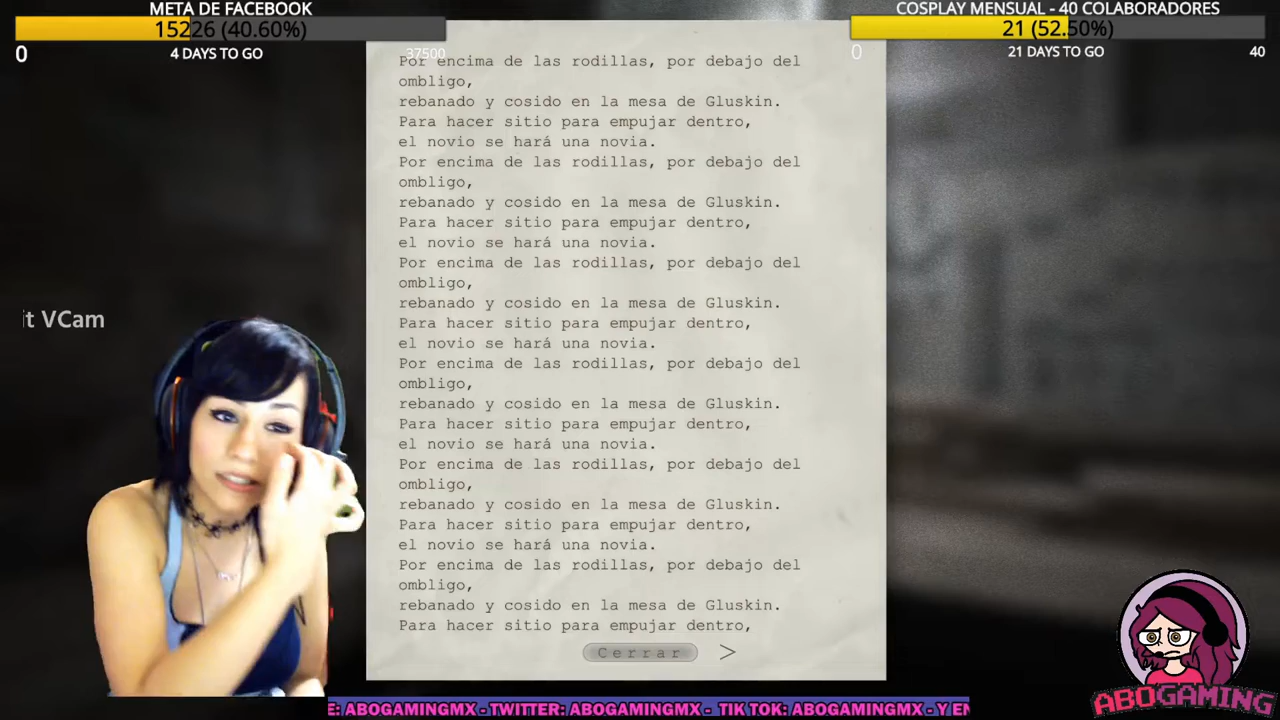 META DE FACEBOOK
15226 (40.60%)
0
4 DAYS TO GO
37500
COSPLAY MENSUAL - 40 COLABORADORES
21 (52.50%)
0
21 DAYS TO GO
40
Por encima de las rodillas, por debajo del
ombligo,
rebanado y cosido en la mesa de Gluskin.
Para hacer sitio para empujar dentro,
el novio se hará una novia.
Por encima de las rodillas, por debajo del
ombligo,
rebanado y cosido en la mesa de Gluskin.
Para hacer sitio para empujar dentro,
el novio se hará una novia.
Por encima de las rodillas, por debajo del
ombligo,
rebanado y cosido en la mesa de Gluskin.
Para hacer sitio para empujar dentro,
el novio se hará una novia.
Por encima de las rodillas, por debajo del
ombligo,
rebanado y cosido en la mesa de Gluskin.
Para hacer sitio para empujar dentro,
el novio se hará una novia.
Por encima de las rodillas, por debajo del
ombligo,
rebanado y cosido en la mesa de Gluskin.
Para hacer sitio para empujar dentro,
el novio se hará una novia.
Por encima de las rodillas, por debajo del
ombligo,
rebanado y cosido en la mesa de Gluskin.
Para hacer sitio para empujar dentro,
Cerrar >
it VCam
ABOGAMING
E: ABOGAMINGMX - TWITTER: ABOGAMINGMX - TIK TOK: ABOGAMINGMX - Y EN